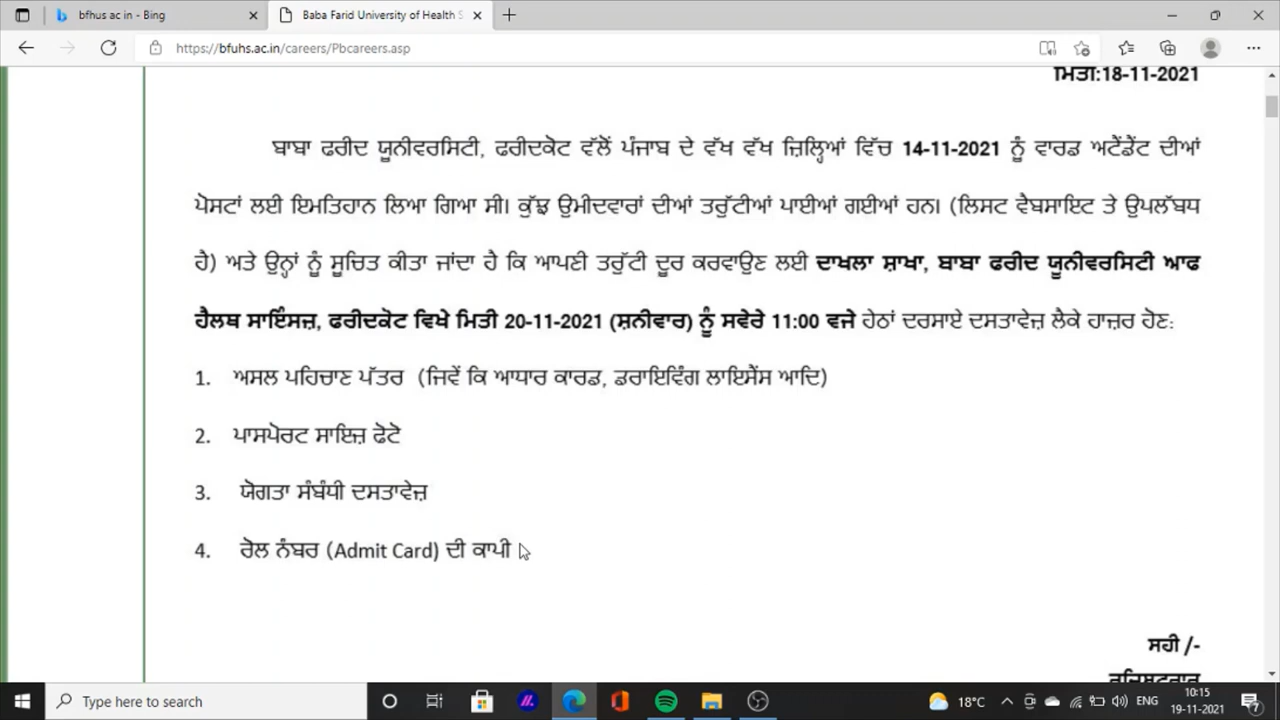 bfhus ac in - Bing
Baba Farid University of Health S
https://bfuhs.ac.in/careers/Pbcareers.asp
ਮਿਤੀ:18-11-2021
ਬਾਬਾ ਫਰੀਦ ਯੂਨੀਵਰਸਿਟੀ, ਫਰੀਦਕੋਟ ਵੱਲੋਂ ਪੰਜਾਬ ਦੇ ਵੱਖ ਵੱਖ ਜ਼ਿਲ੍ਹਿਆਂ ਵਿੱਚ 14-11-2021 ਨੂੰ ਵਾਰਡ ਅਟੈਂਡੈਂਟ ਦੀਆਂ
ਪੋਸਟਾਂ ਲਈ ਇਮਤਿਹਾਨ ਲਿਆ ਗਿਆ ਸੀ। ਕੁੱਝ ਉਮੀਦਵਾਰਾਂ ਦੀਆਂ ਤਰੁੱਟੀਆਂ ਪਾਈਆਂ ਗਈਆਂ ਹਨ। (ਲਿਸਟ ਵੈਬਸਾਇਟ ਤੇ ਉਪਲੱਬਧ
ਹੈ) ਅਤੇ ਉਨ੍ਹਾਂ ਨੂੰ ਸੂਚਿਤ ਕੀਤਾ ਜਾਂਦਾ ਹੈ ਕਿ ਆਪਣੀ ਤਰੁੱਟੀ ਦੂਰ ਕਰਵਾਉਣ ਲਈ ਦਾਖਲਾ ਸ਼ਾਖਾ, ਬਾਬਾ ਫਰੀਦ ਯੂਨੀਵਰਸਿਟੀ ਆਫ
ਹੈਲਥ ਸਾਇੰਸਜ਼, ਫਰੀਦਕੋਟ ਵਿਖੇ ਮਿਤੀ 20-11-2021 (ਸ਼ਨੀਵਾਰ) ਨੂੰ ਸਵੇਰੇ 11:00 ਵਜੇ ਹੇਠਾਂ ਦਰਸਾਏ ਦਸਤਾਵੇਜ਼ ਲੈਕੇ ਹਾਜ਼ਰ ਹੋਣ:
1. ਅਸਲ ਪਹਿਚਾਣ ਪੱਤਰ (ਜਿਵੇਂ ਕਿ ਆਧਾਰ ਕਾਰਡ, ਡਰਾਇਵਿੰਗ ਲਾਇਸੈਂਸ ਆਦਿ)
2. ਪਾਸਪੋਰਟ ਸਾਇਜ਼ ਫੋਟੋ
3. ਯੋਗਤਾ ਸੰਬੰਧੀ ਦਸਤਾਵੇਜ਼
4. ਰੋਲ ਨੰਬਰ (Admit Card) ਦੀ ਕਾਪੀ
ਸਹੀ /-
ਰਜਿਸਟਰਾਰ
Type here to search
18°C
ENG
10:15
19-11-2021
7